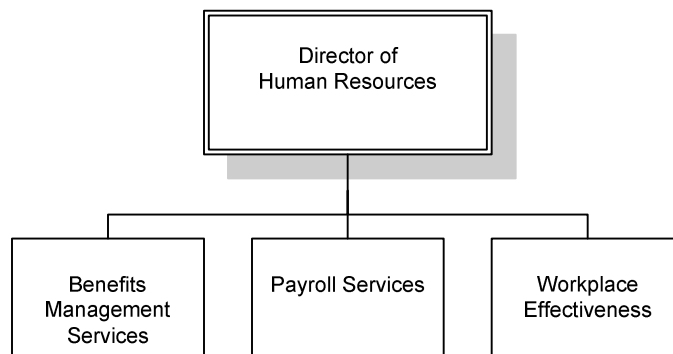 Director of
Human Resources
Benefits
Management
Services
Payroll Services
Workplace
Effectiveness